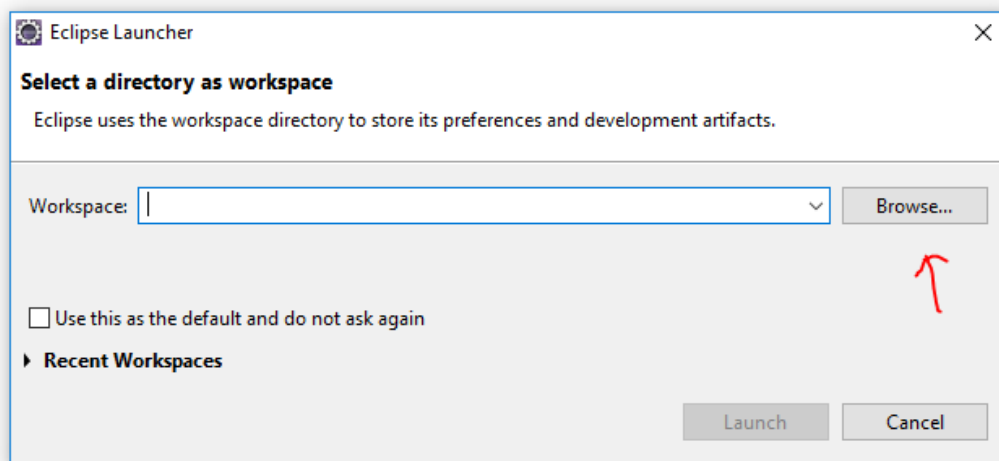 Eclipse Launcher
Select a directory as workspace
Eclipse uses the workspace directory to store its preferences and development artifacts.
Workspace: Browse...
Use this as the default and do not ask again
Recent Workspaces
Launch Cancel